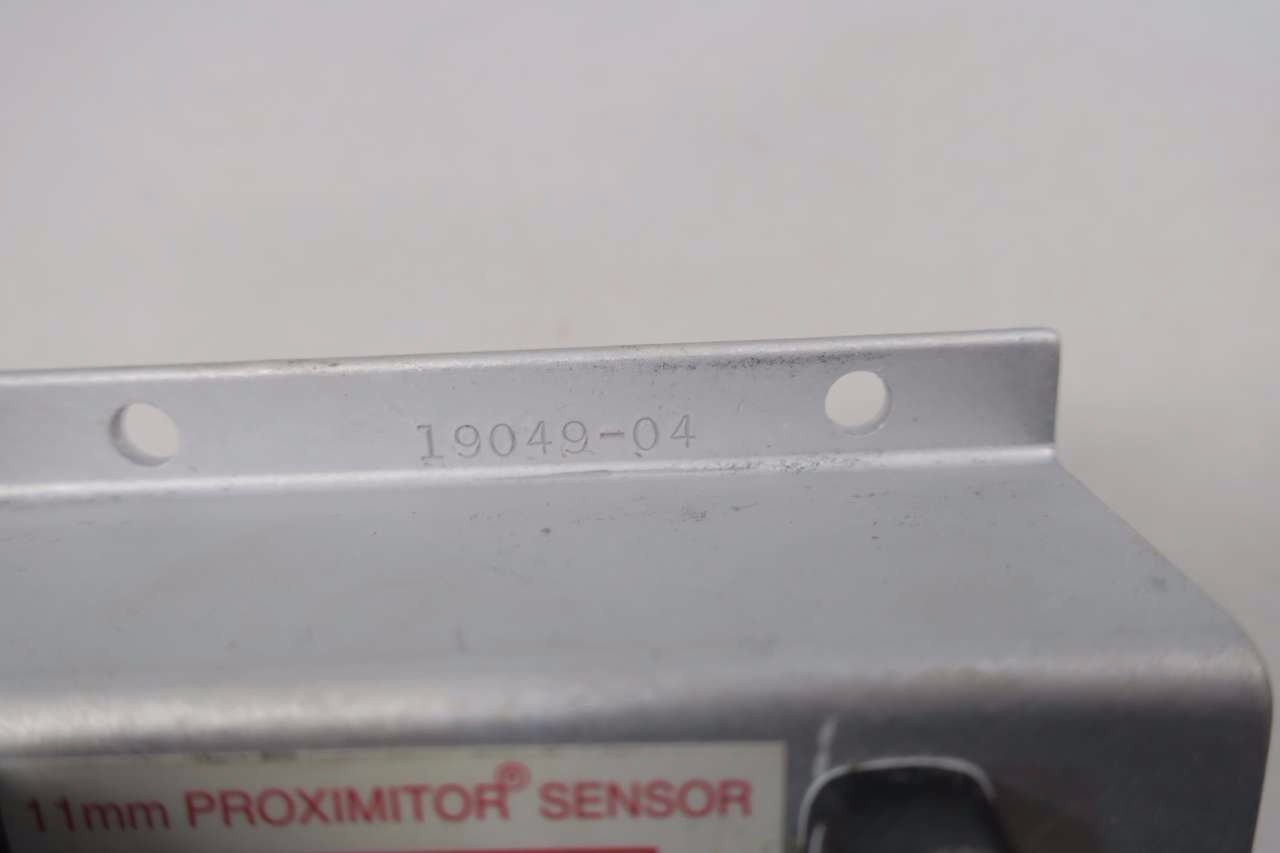 19049-04
11mm PROXIMITOR® SENSOR